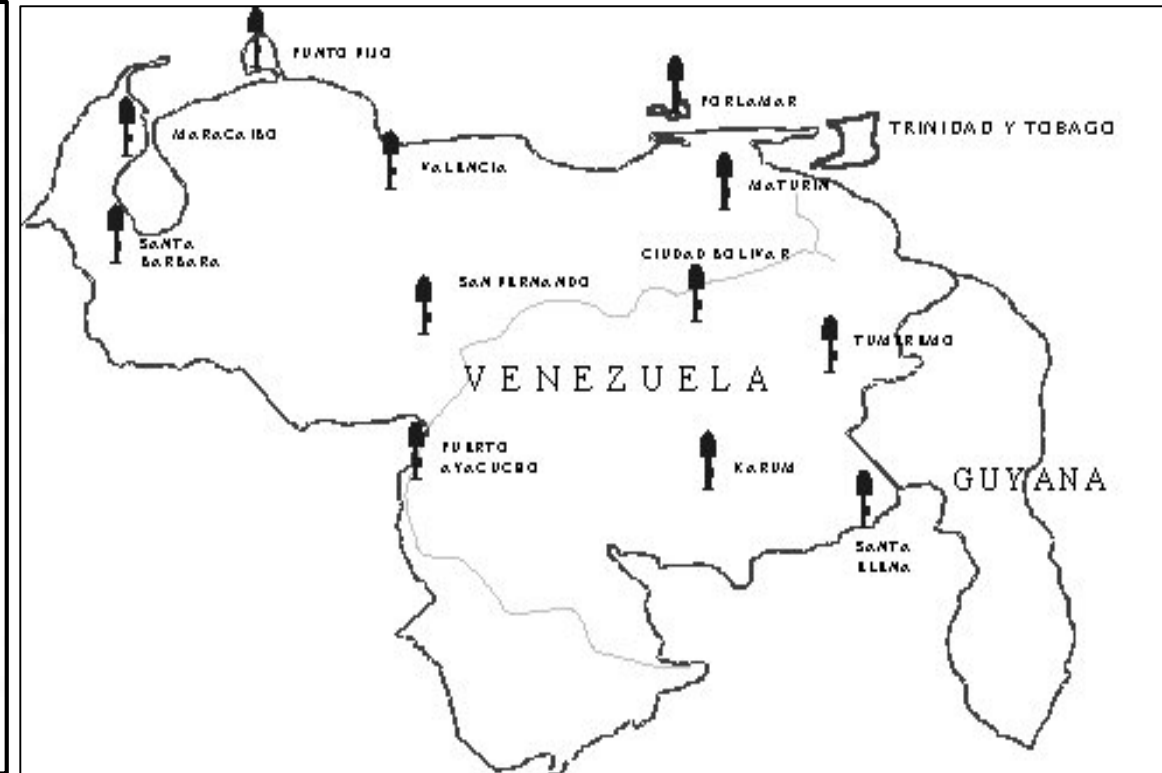 PUNTO FIJO
PORLaMaR
MaRaCaIBO
TRINIDAD Y TOBAGO
VaLENCIa
MaTURIN
SaNTa
BaRBaRa
CIUDaD BOLIVaR
SaN FERNaNDO
TUMEREMO
VENEZUELA
PUERTO
aYaCUCHO
KaRUM
GUYANA
SaNTa
ELENa